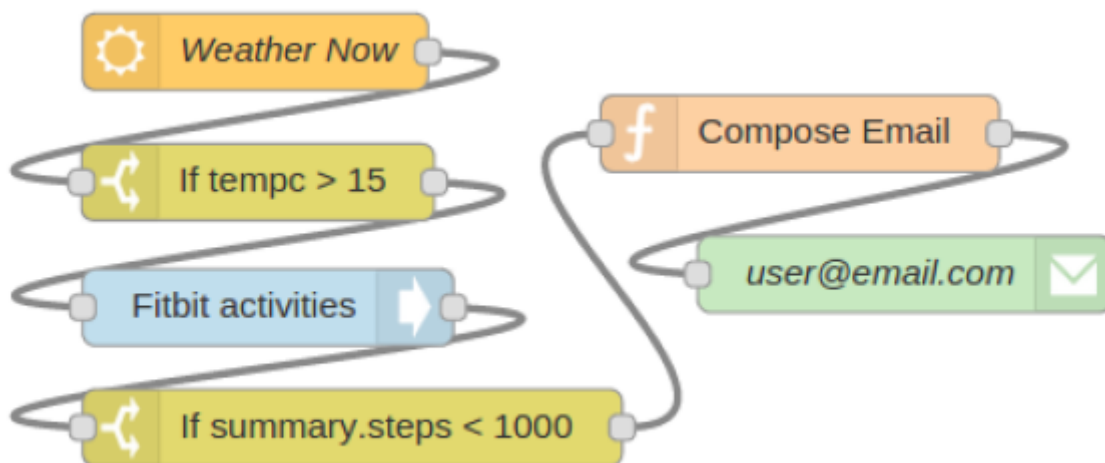 Weather Now
If tempc > 15
Fitbit activities
If summary.steps < 1000
Compose Email
user@email.com